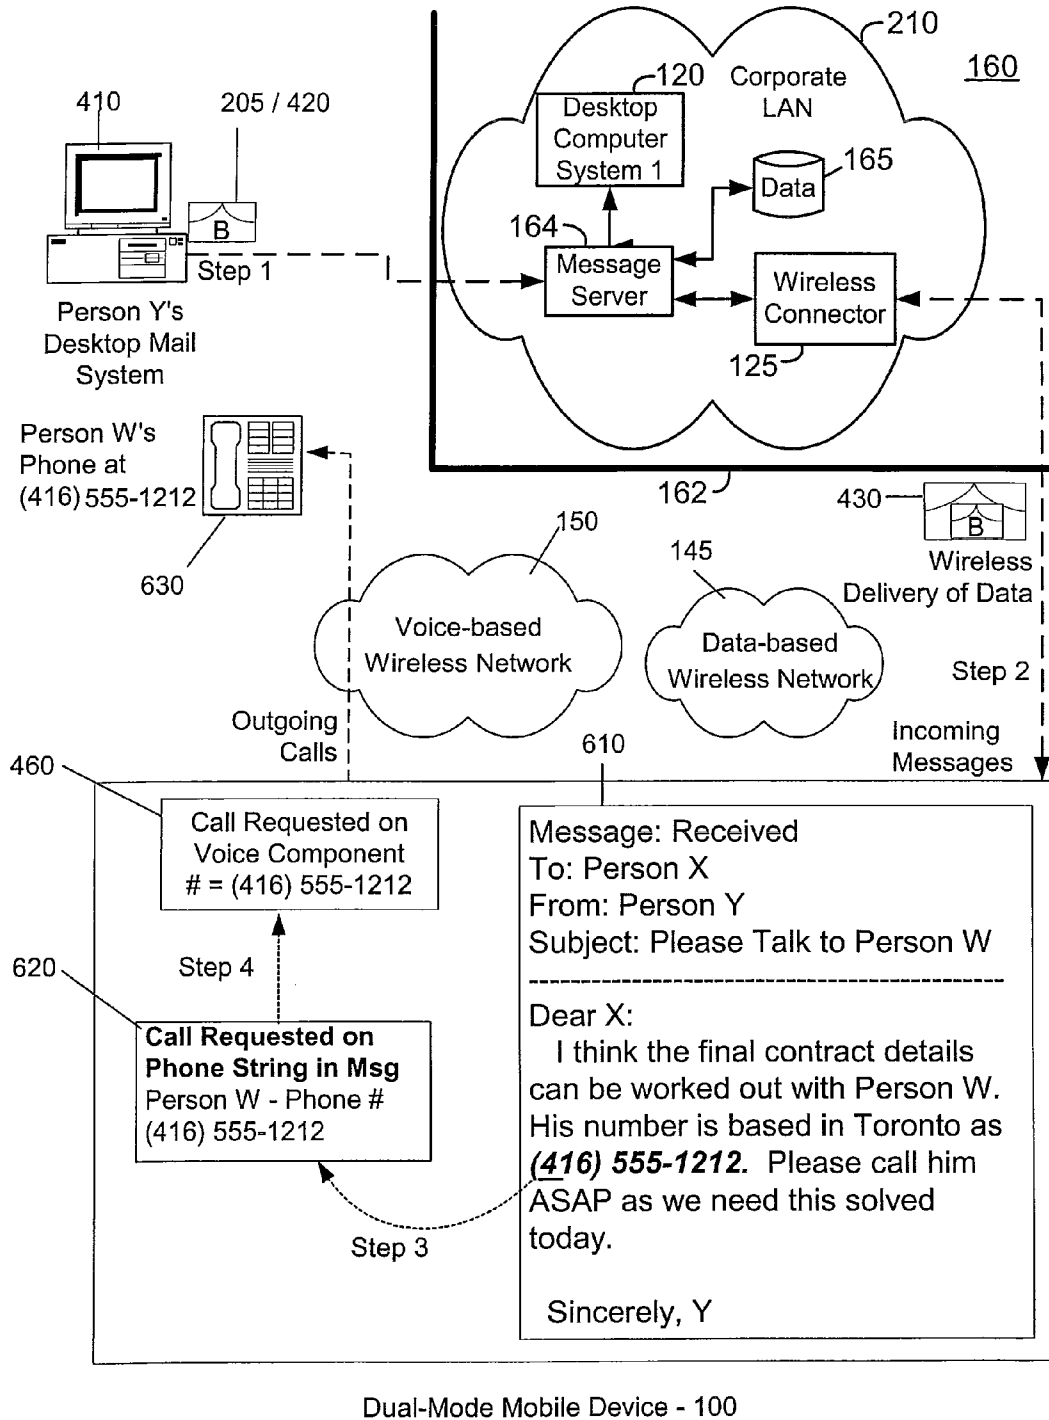 210
160
120
Corporate
LAN
Desktop
Computer
System 1
165
Data
164
Message
Server
Wireless
Connector
125
410
205 / 420
B
Step 1
Person Y's
Desktop Mail
System
Person W's
Phone at
(416) 555-1212
630
162
430
B
Wireless
Delivery of Data
150
145
Voice-based
Wireless Network
Data-based
Wireless Network
Step 2
Outgoing
Calls
Incoming
Messages
460
610
Call Requested on
Voice Component
# = (416) 555-1212
Step 4
620
Call Requested on
Phone String in Msg
Person W - Phone #
(416) 555-1212
Step 3
Message: Received
To: Person X
From: Person Y
Subject: Please Talk to Person W
Dear X:
I think the final contract details
can be worked out with Person W.
His number is based in Toronto as
(416) 555-1212. Please call him
ASAP as we need this solved
today.
Sincerely, Y
Dual-Mode Mobile Device - 100